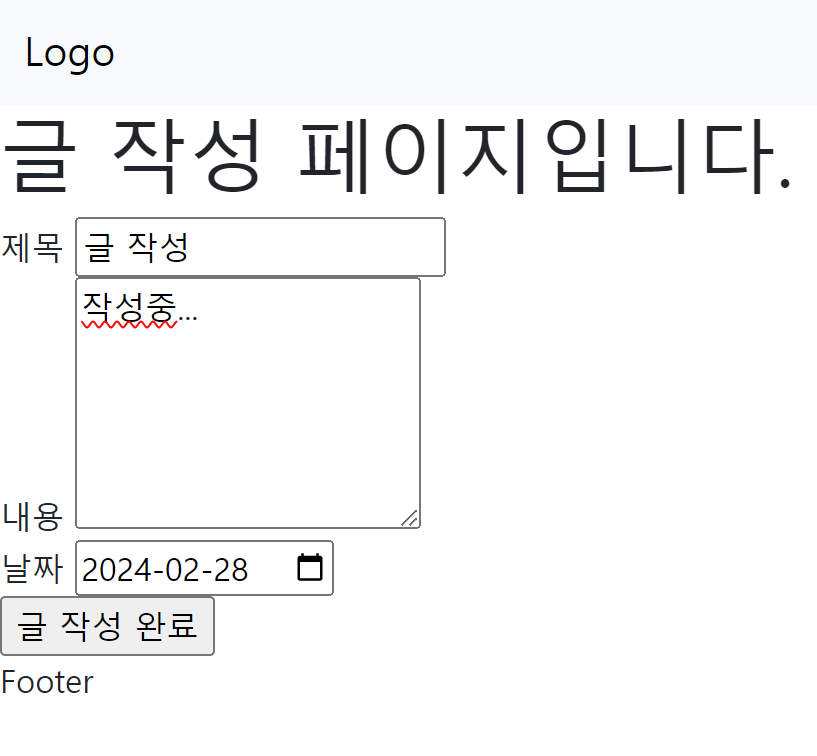 Logo
글 작성 페이지입니다.
제목 글 작성
작성중...
내용
날짜 2024-02-28
글 작성 완료
Footer